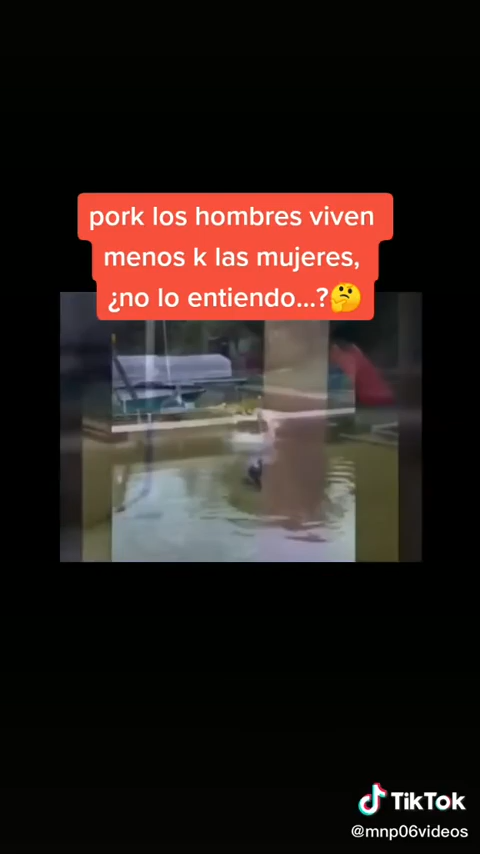 pork los hombres viven
menos k las mujeres,
¿no lo entiendo...?🤔
TikTok
@mnp06videos